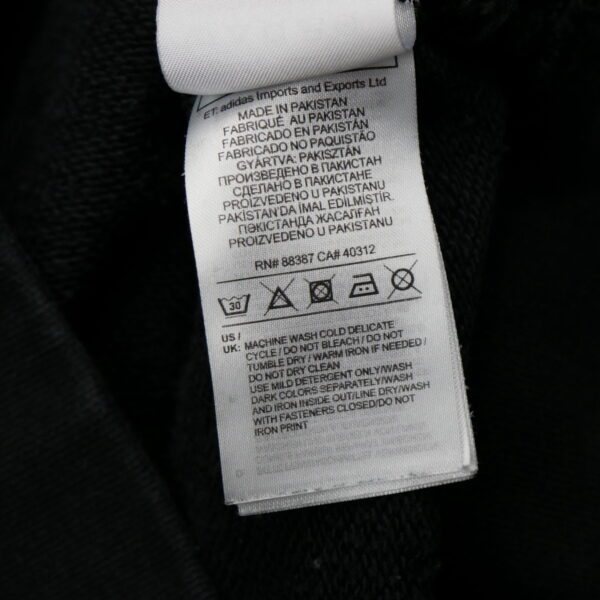 ET: adidas Imports and Exports Ltd
MADE IN PAKISTAN
FABRIQUÉ AU PAKISTAN
FABRICADO EN PAKISTÁN
FABRICADO NO PAQUISTÃO
GYÁRTVA: PAKISZTÁN
ПРОИЗВЕДЕНО В ПАКИСТАН
СДЕЛАНО В ПАКИСТАНЕ
PROIZVEDENO U PAKISTANU
PAKİSTAN'DA İMAL EDİLMİŞTİR.
ПӘКІСТАНДА ЖАСАЛҒАН
PROIZVEDENO U PAKISTANU
RN# 88387 CA# 40312
30
US /
UK: MACHINE WASH COLD DELICATE
CYCLE / DO NOT BLEACH / DO NOT
TUMBLE DRY / WARM IRON IF NEEDED /
DO NOT DRY CLEAN
USE MILD DETERGENT ONLY/WASH
DARK COLORS SEPARATELY/WASH
AND IRON INSIDE OUT/LINE DRY/WASH
WITH FASTENERS CLOSED/DO NOT
IRON PRINT